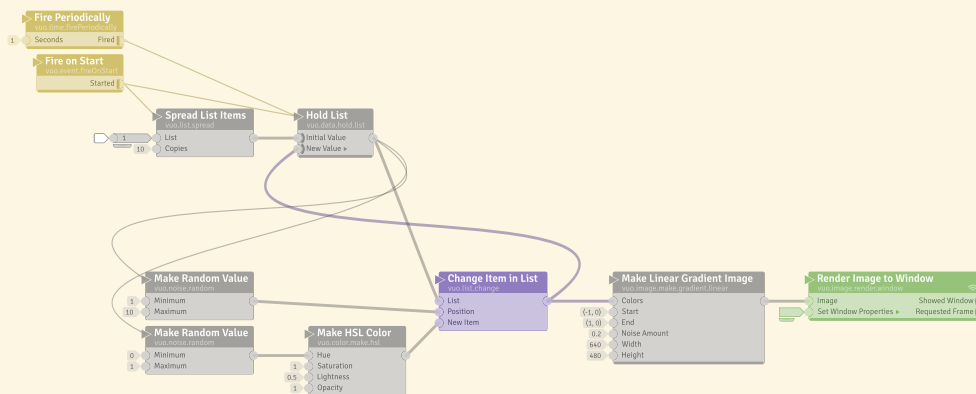 Fire Periodically
vuo.time.firePeriodically
1 Seconds Fired
Fire on Start
vuo.event.fireOnStart
Started
Spread List Items
vuo.list.spread
1 List
10 Copies
Hold List
vuo.data.hold.list
Initial Value
New Value
Make Random Value
vuo.noise.random
1 Minimum
10 Maximum
Make Random Value
vuo.noise.random
0 Minimum
1 Maximum
Make HSL Color
vuo.color.make.hsl
Hue
1 Saturation
0.5 Lightness
1 Opacity
Change Item in List
vuo.list.change
List
Position
New Item
Make Linear Gradient Image
vuo.image.make.gradient.linear
Colors
(-1, 0) Start
(1, 0) End
0.2 Noise Amount
640 Width
480 Height
Render Image to Window
vuo.image.render.window
Image Showed Window
Set Window Properties Requested Frame